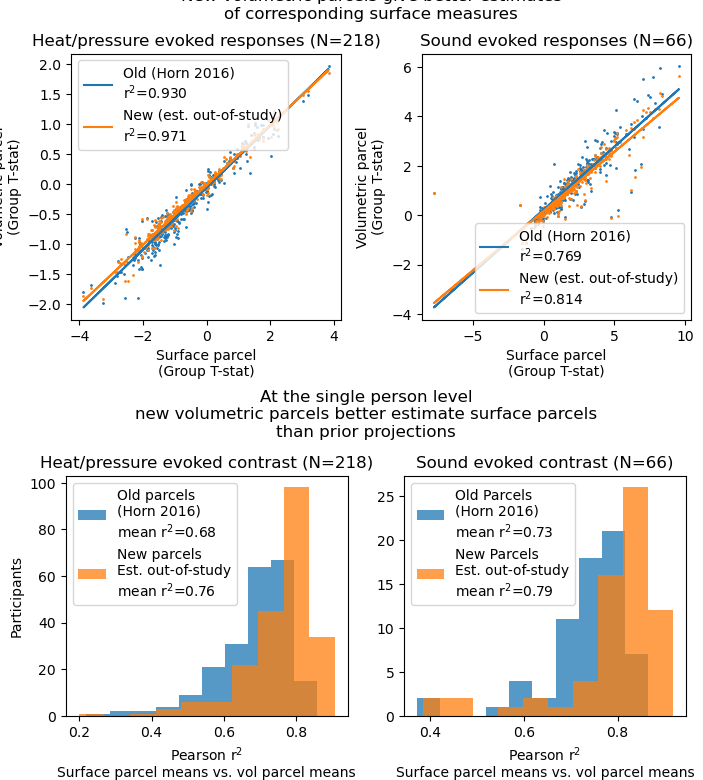 New volumetric parcels give better estimates
of corresponding surface measures
Heat/pressure evoked responses (N=218)
Sound evoked responses (N=66)
2.0
1.5
1.0
0.5
0.0
−0.5
−1.0
−1.5
−2.0
Volumetric parcel
(Group T-stat)
Old (Horn 2016)
r²=0.930
New (est. out-of-study)
r²=0.971
−4
−2
0
2
4
Surface parcel
(Group T-stat)
6
4
2
0
−2
−4
Volumetric parcel
(Group T-stat)
Old (Horn 2016)
r²=0.769
New (est. out-of-study)
r²=0.814
−5
0
5
10
Surface parcel
(Group T-stat)
At the single person level
new volumetric parcels better estimate surface parcels
than prior projections
Heat/pressure evoked contrast (N=218)
Sound evoked contrast (N=66)
100
80
60
40
20
0
Participants
Old parcels
(Horn 2016)
mean r²=0.68
New parcels
Est. out-of-study
mean r²=0.76
0.2
0.4
0.6
0.8
Pearson r²
Surface parcel means vs. vol parcel means
25
20
15
10
5
0
Old Parcels
(Horn 2016)
mean r²=0.73
New Parcels
Est. out-of-study
mean r²=0.79
0.4
0.6
0.8
Pearson r²
Surface parcel means vs. vol parcel means